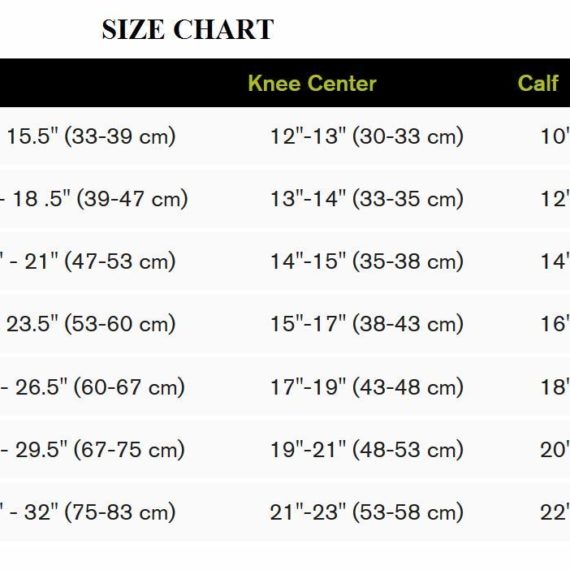 SIZE CHART
Knee Center Calf
15.5" (33-39 cm) 12"-13" (30-33 cm) 10"
- 18 .5" (39-47 cm) 13"-14" (33-35 cm) 12"
" - 21" (47-53 cm) 14"-15" (35-38 cm) 14"
23.5" (53-60 cm) 15"-17" (38-43 cm) 16"
- 26.5" (60-67 cm) 17"-19" (43-48 cm) 18"
- 29.5" (67-75 cm) 19"-21" (48-53 cm) 20"
" - 32" (75-83 cm) 21"-23" (53-58 cm) 22"